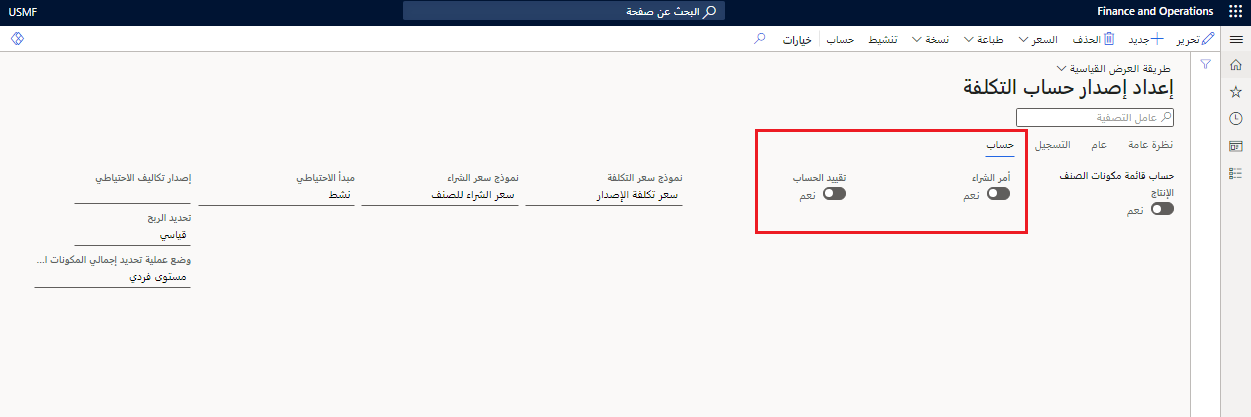 Finance and Operations
البحث عن صفحة
USMF
تحرير
جديد
الحذف
السعر
طباعة
نسخة
تنشيط
حساب
خيارات
طريقة العرض القياسية
إعداد إصدار حساب التكلفة
عامل التصفية
نظرة عامة
عام
التسجيل
حساب
حساب قائمة مكونات الصنف
الإنتاج
نعم
أمر الشراء
نعم
تقييد الحساب
نعم
نموذج سعر التكلفة
سعر تكلفة الإصدار
نموذج سعر الشراء
سعر الشراء للصنف
مبدأ الاحتياطي
نشط
إصدار تكاليف الاحتياطي
تحديد الربح
قياسي
وضع عملية تحديد إجمالي المكونات ا...
مستوى فردي